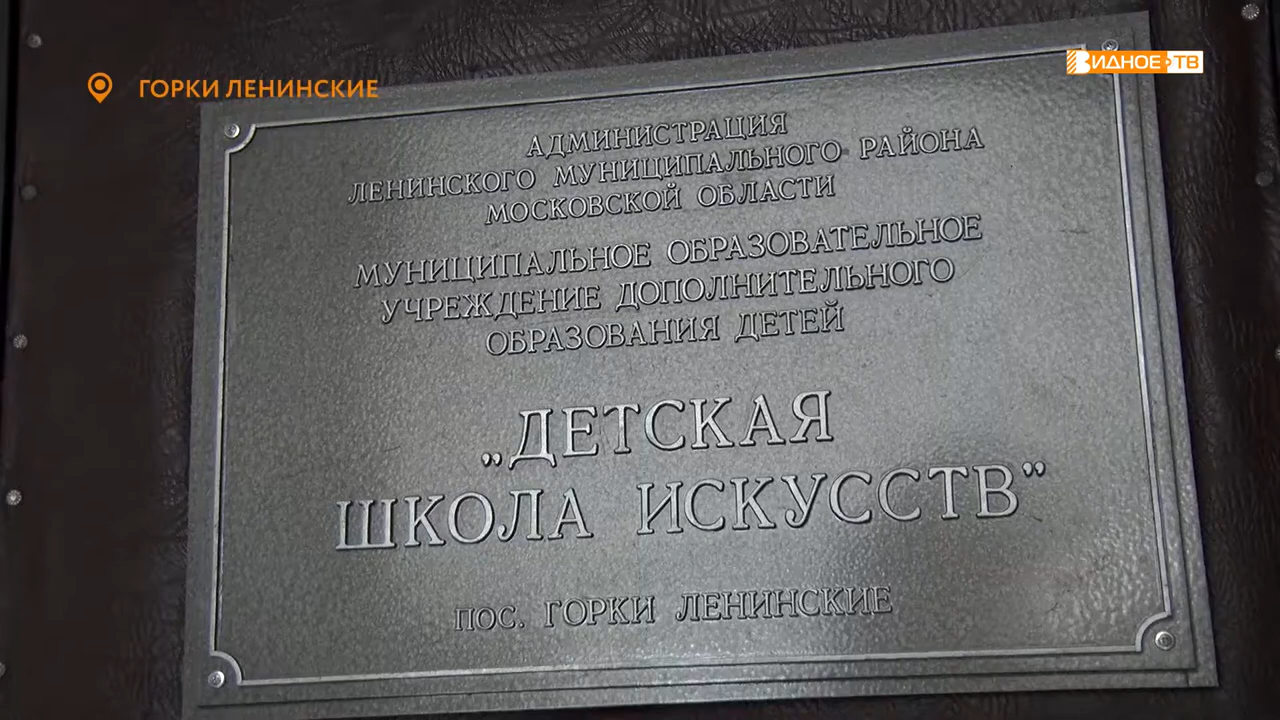 ГОРКИ ЛЕНИНСКИЕ
ВИДНОЕ ТВ
АДМИНИСТРАЦИЯ
ЛЕНИНСКОГО МУНИЦИПАЛЬНОГО РАЙОНА
МОСКОВСКОЙ ОБЛАСТИ
МУНИЦИПАЛЬНОЕ ОБРАЗОВАТЕЛЬНОЕ
УЧРЕЖДЕНИЕ ДОПОЛНИТЕЛЬНОГО
ОБРАЗОВАНИЯ ДЕТЕЙ
„ДЕТСКАЯ
ШКОЛА ИСКУССТВ”
ПОС. ГОРКИ ЛЕНИНСКИЕ